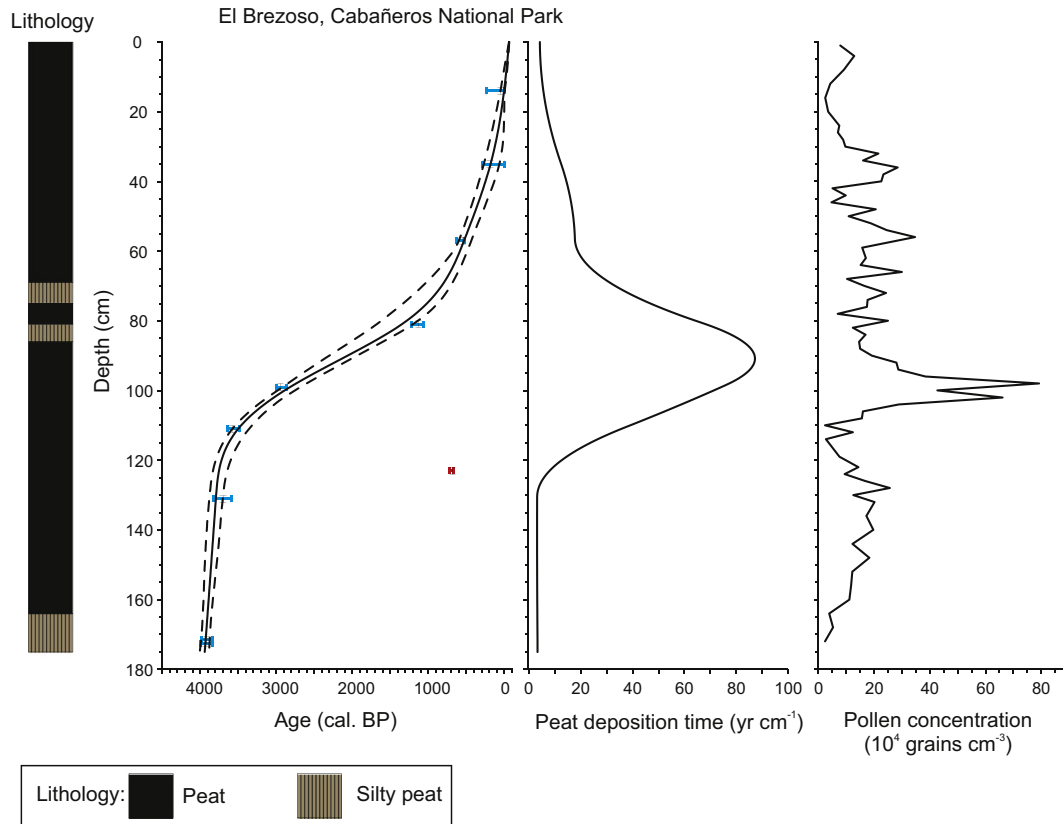 El Brezoso, Cabañeros National Park
Lithology
Depth (cm)
0
20
40
60
80
100
120
140
160
180
4000 3000 2000 1000 0
Age (cal. BP)
0 20 40 60 80 100
Peat deposition time (yr cm⁻¹)
0 20 40 60 80
Pollen concentration
(10⁴ grains cm⁻³)
Lithology: Peat Silty peat